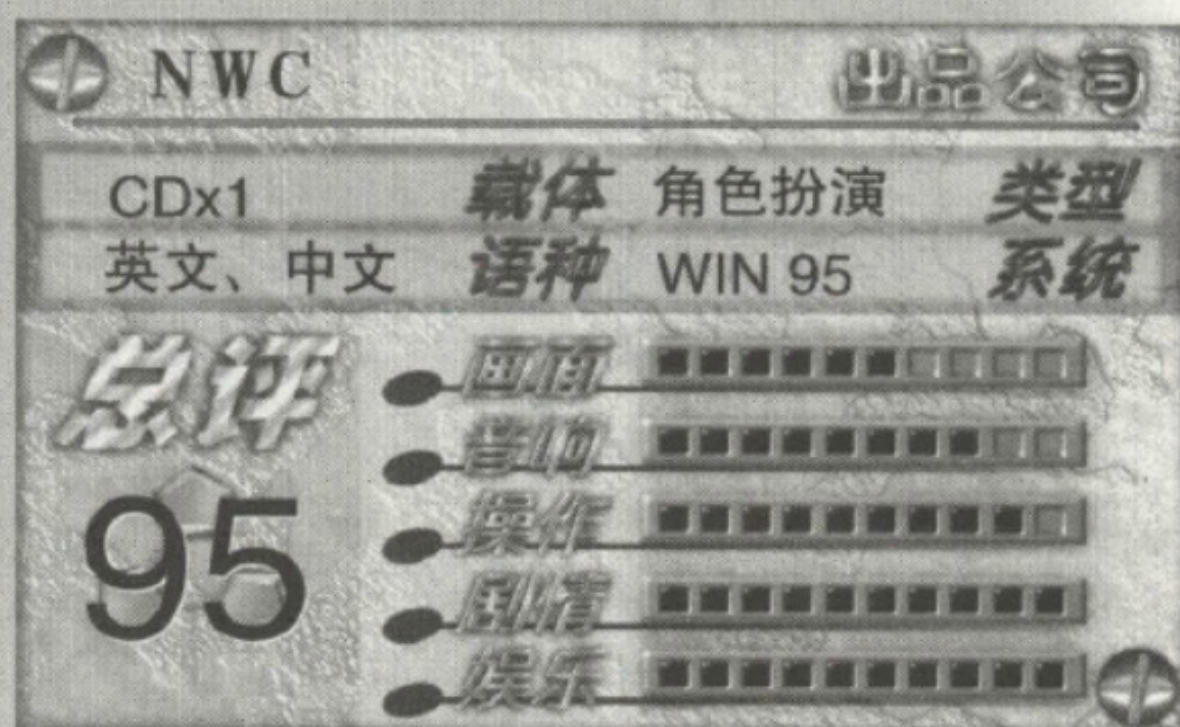 NWC 出品公司
CDx1 载体 角色扮演 类型
英文、中文 语种 WIN 95 系统
总评 画面
音响
95 操作
剧情
娱乐